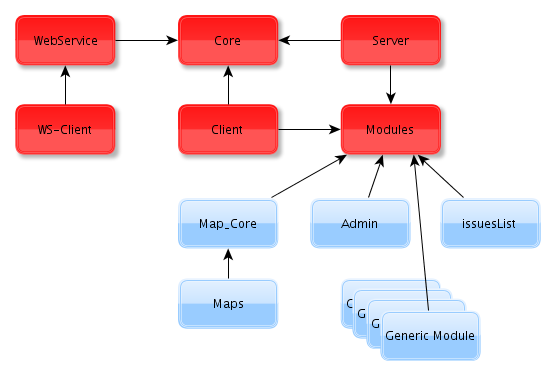 WebService
Core
Server
WS-Client
Client
Modules
Map_Core
Admin
issuesList
Maps
G
G
G
Generic Module